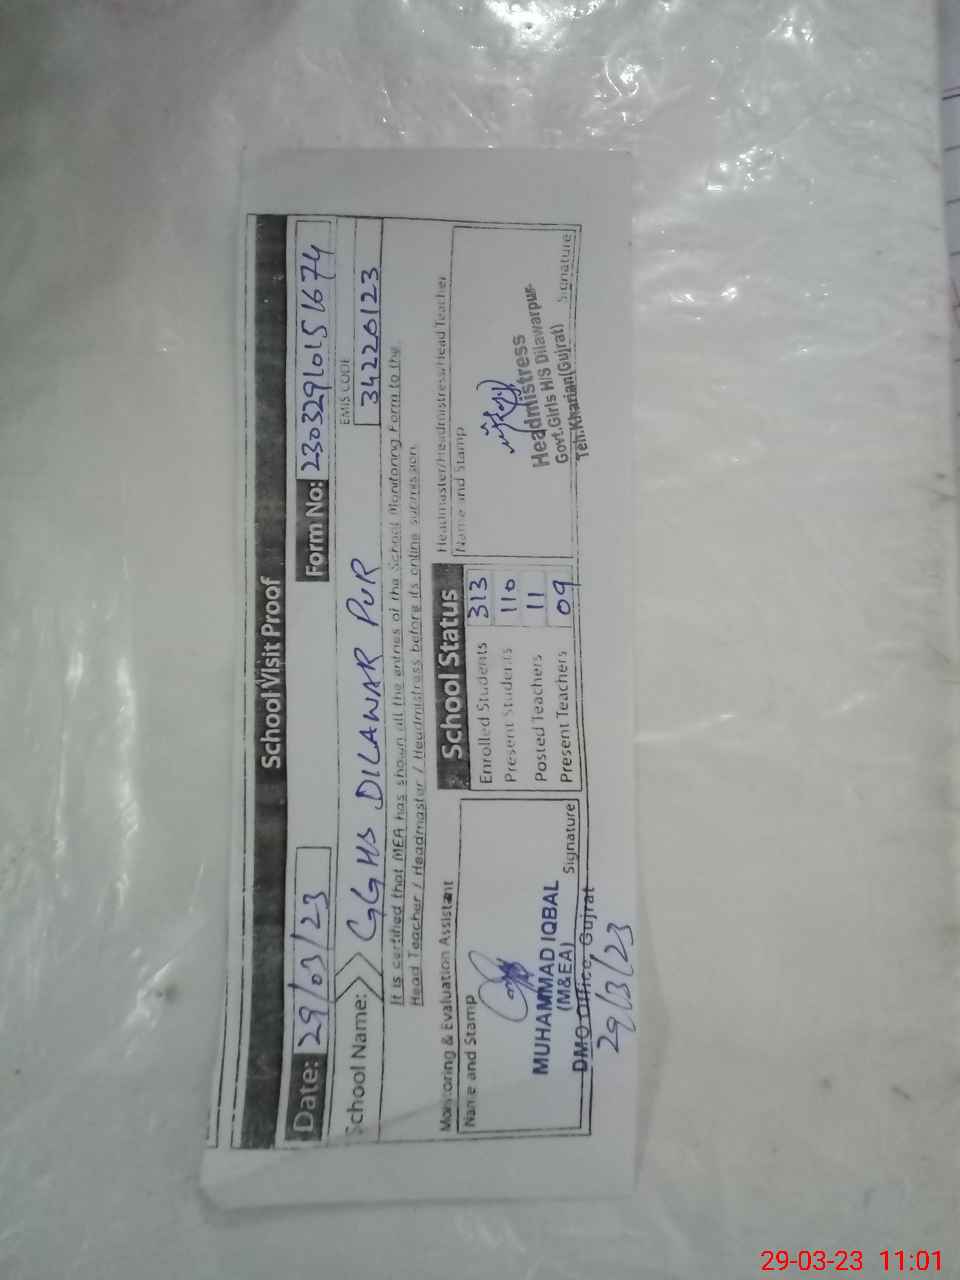 School Visit Proof
Date: 29/03/23 Form No: 2303291015 1674
EMIS CODE
School Name: GGHS DILAWAR PUR 34220123
It is certified that MEA has shown all the entries of the School Monitoring Form to the
Head Teacher / Headmaster / Headmistress before its online submission.
Monitoring & Evaluation Assistant
Name and Stamp
MUHAMMAD IQBAL
(M&EA)
Signature
DMO Office, Gujrat
29/3/23
School Status
Enrolled Students 313
Present Students 110
Posted Teachers 11
Present Teachers 09
Headmaster/Headmistress/Head Teacher
Name and Stamp
Headmistress
Govt.Girls H/S Dilawarpur
Teh.Kharian(Gujrat)
Signature
29-03-23 11:01